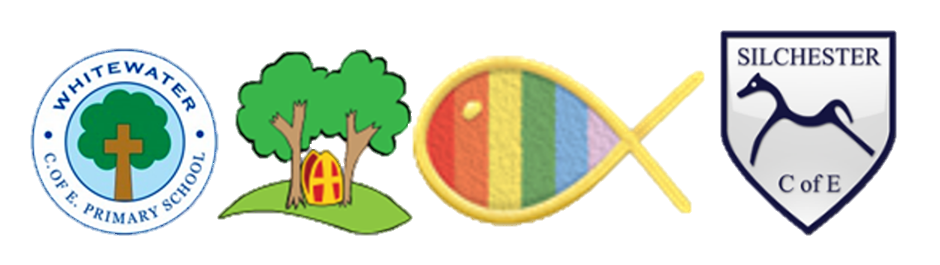 WHITEWATER
C. OF E. PRIMARY SCHOOL
SILCHESTER
C of E